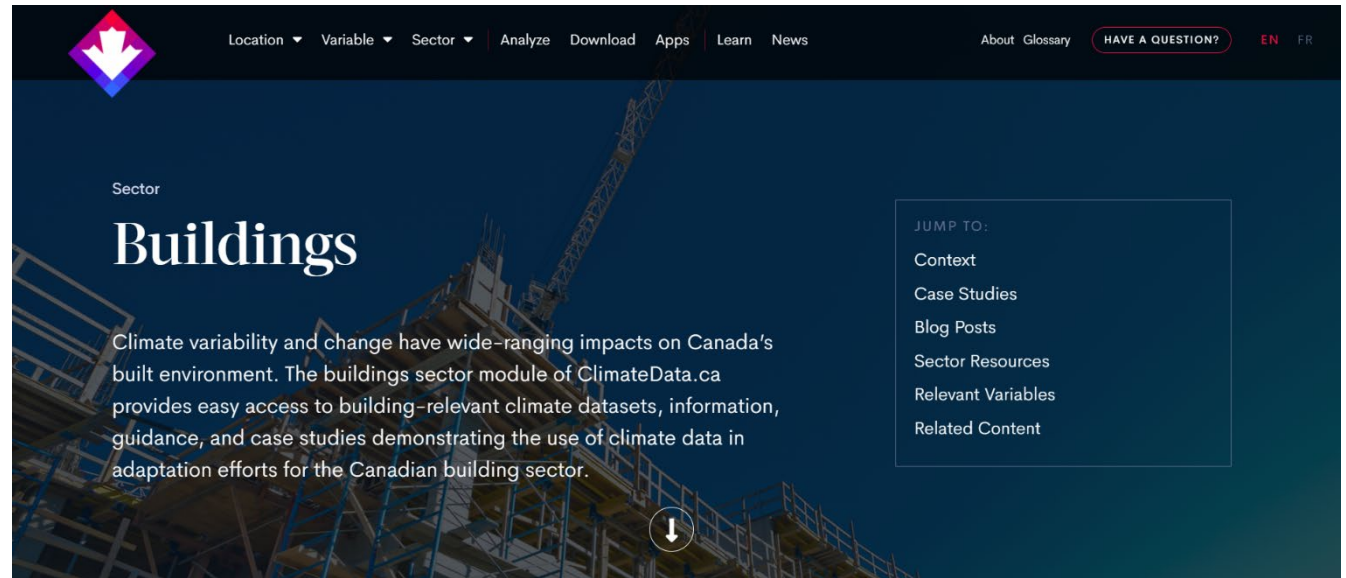 Location Variable Sector Analyze Download Apps Learn News About Glossary HAVE A QUESTION? EN FR
Sector
Buildings
Climate variability and change have wide-ranging impacts on Canada's
built environment. The buildings sector module of ClimateData.ca
provides easy access to building-relevant climate datasets, information,
guidance, and case studies demonstrating the use of climate data in
adaptation efforts for the Canadian building sector.
JUMP TO:
Context
Case Studies
Blog Posts
Sector Resources
Relevant Variables
Related Content